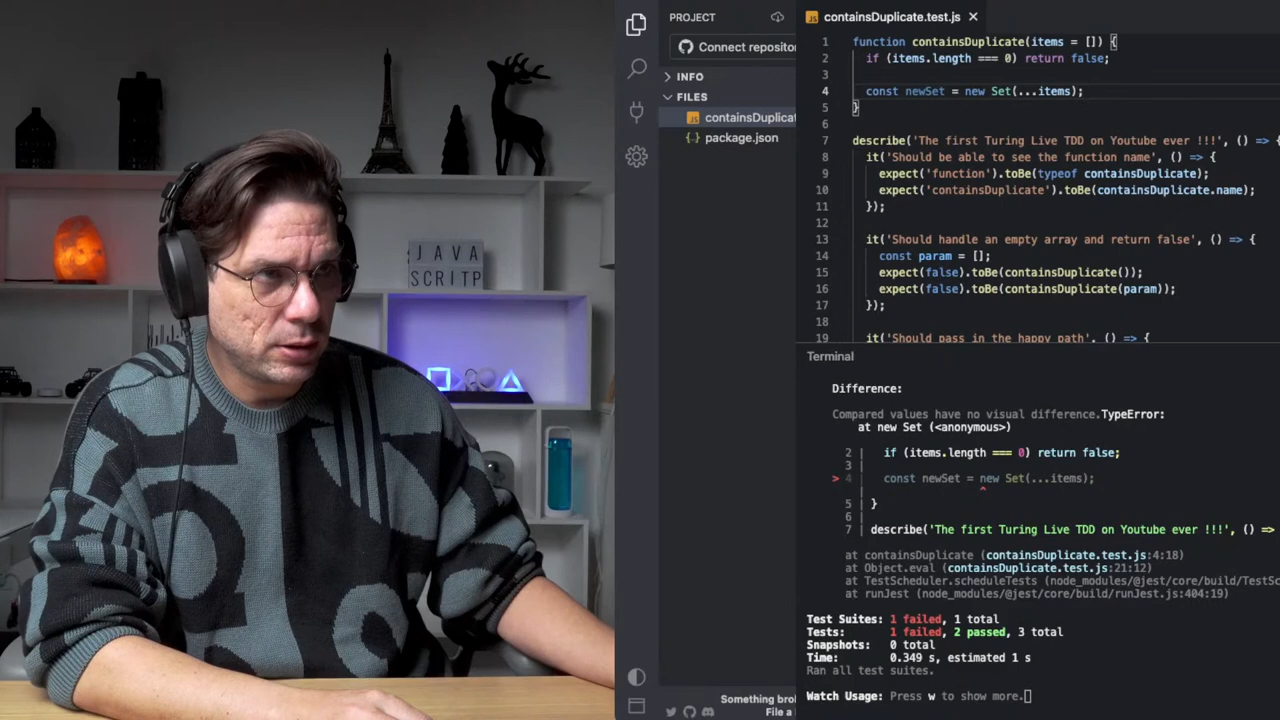 JAVA
SCRITP
PROJECT
Connect reposito
INFO
FILES
JS containsDuplicat
{} package.json
JS containsDuplicate.test.js ×
1 function containsDuplicate(items = []) {
2 if (items.length === 0) return false;
3
4 const newSet = new Set(...items);
5 }
6
7 describe('The first Turing Live TDD on Youtube ever !!!', () => {
8 it('Should be able to see the function name', () => {
9 expect('function').toBe(typeof containsDuplicate);
10 expect('containsDuplicate').toBe(containsDuplicate.name);
11 });
12
13 it('Should handle an empty array and return false', () => {
14 const param = [];
15 expect(false).toBe(containsDuplicate());
16 expect(false).toBe(containsDuplicate(param));
17 });
18
19 it('Should pass in the happy path', () => {
Terminal
Difference:
Compared values have no visual difference.TypeError:
at new Set (<anonymous>)
2 | if (items.length === 0) return false;
3 |
> 4 | const newSet = new Set(...items);
| ^
5 | }
6 |
7 | describe('The first Turing Live TDD on Youtube ever !!!', () =>
at containsDuplicate (containsDuplicate.test.js:4:18)
at Object.eval (containsDuplicate.test.js:21:12)
at TestScheduler.scheduleTests (node_modules/@jest/core/build/TestSc
at runJest (node_modules/@jest/core/build/runJest.js:404:19)
Test Suites: 1 failed, 1 total
Tests: 1 failed, 2 passed, 3 total
Snapshots: 0 total
Time: 0.349 s, estimated 1 s
Ran all test suites.
Watch Usage: Press w to show more.
Something bro
File a